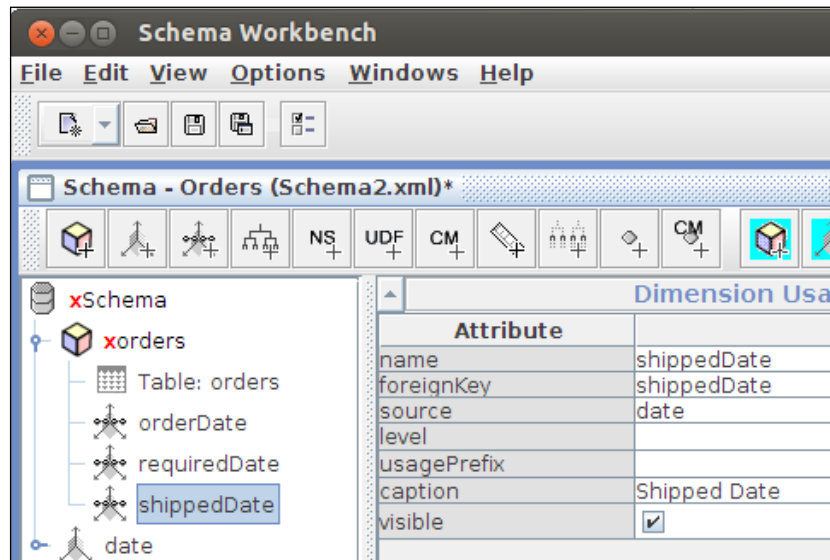 Schema Workbench
File Edit View Options Windows Help
Schema - Orders (Schema2.xml)*
NS UDF CM CM
xSchema
xorders
Table: orders
orderDate
requiredDate
shippedDate
date
Dimension Usa
Attribute
name shippedDate
foreignKey shippedDate
source date
level
usagePrefix
caption Shipped Date
visible